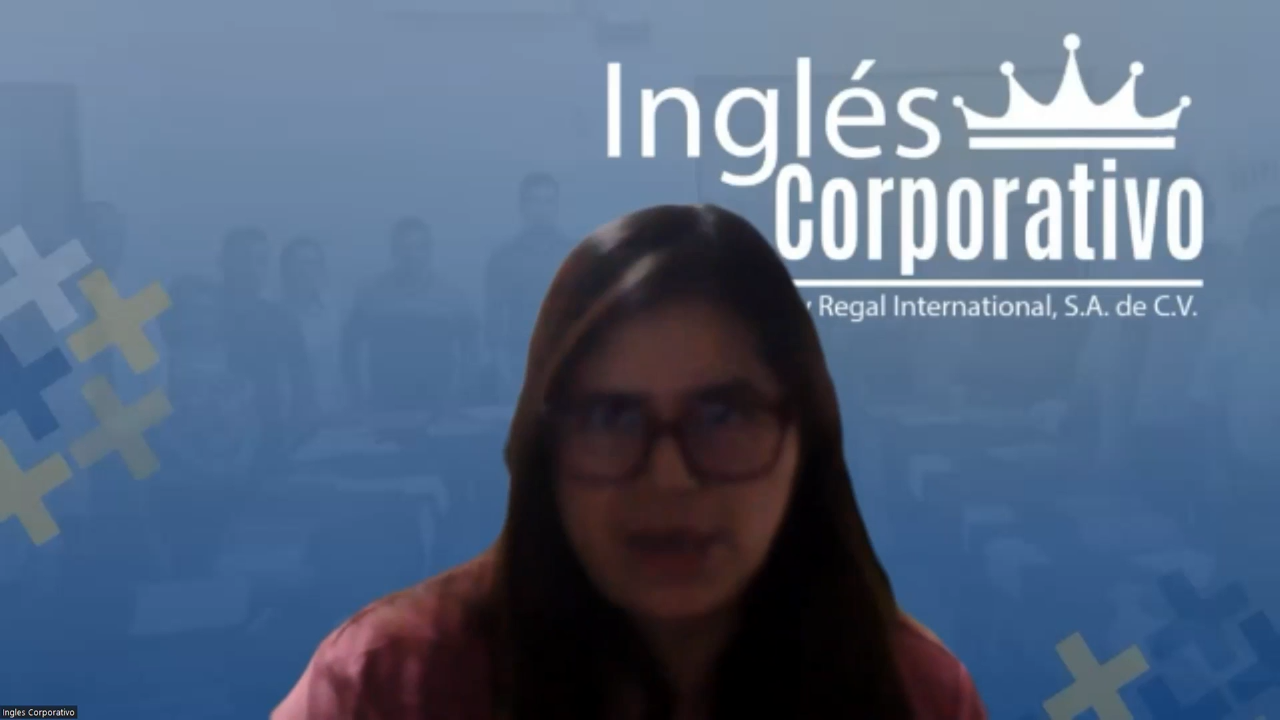 Inglés
Corporativo
Regal International, S.A. de C.V.
Ingles Corporativo